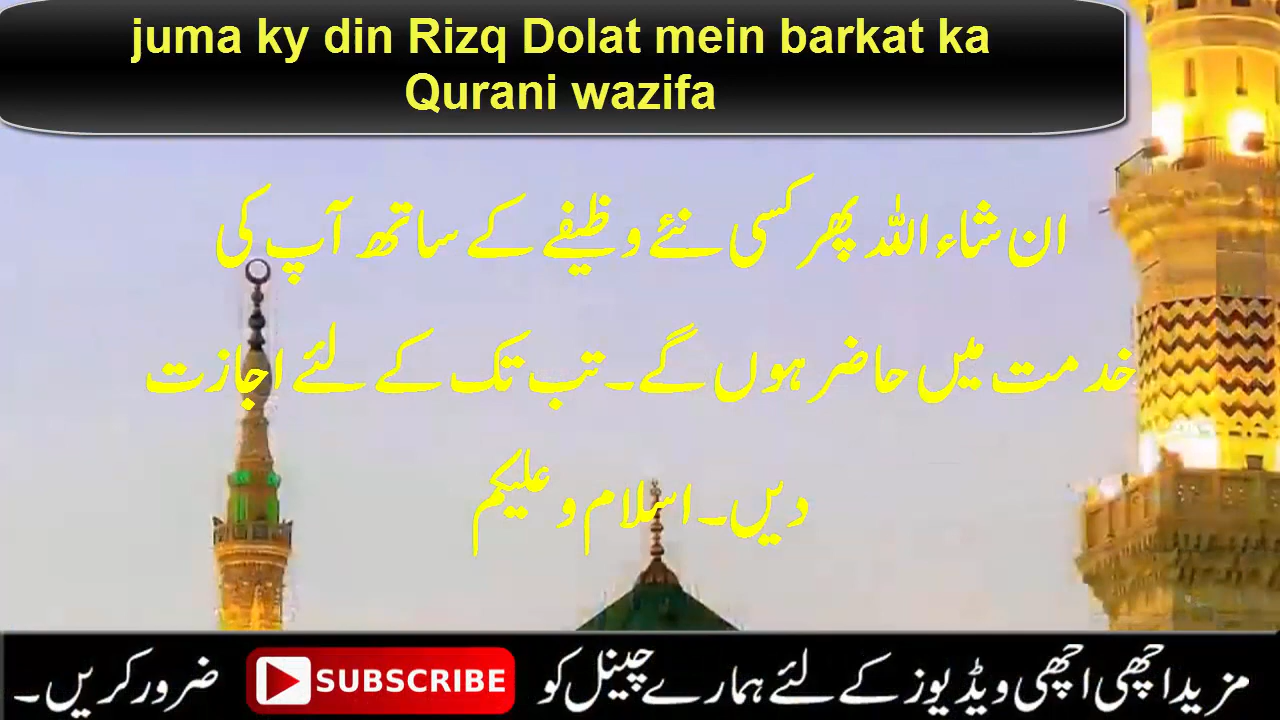 juma ky din Rizq Dolat mein barkat ka
Qurani wazifa
ان شاء اللہ پھر کسی نئے وظیفے کے ساتھ آپ کی
خدمت میں حاضر ہوں گے۔ تب تک کے لئے اجازت
دیں۔ اسلام و علیکم
مزید اچھی اچھی ویڈیوز کے لئے ہمارے چینل کو SUBSCRIBE ضرور کریں۔